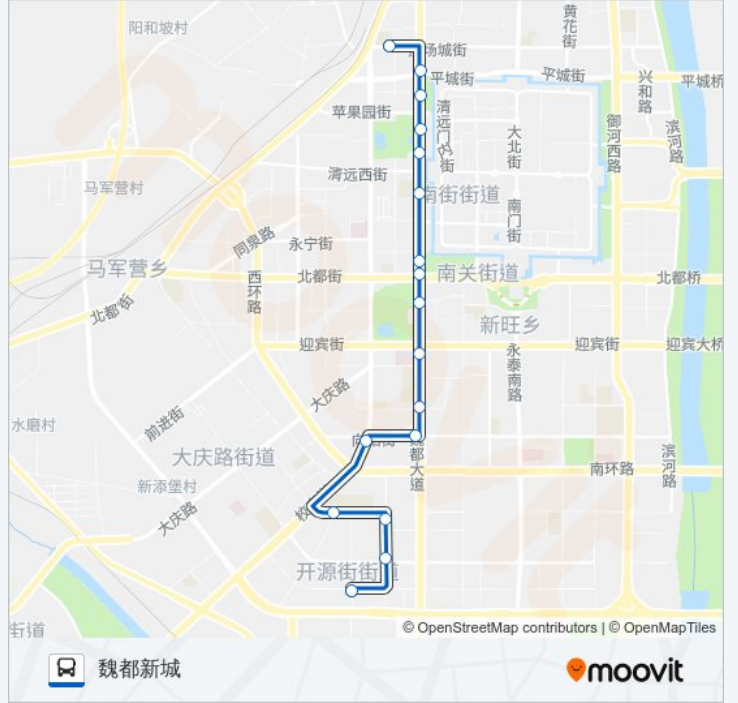 阳和坡村
黄花街
场城街
平城街
平城街
兴和路
平城桥
苹果园街
清远门街
大北街
御河西路
滨河路
清远西街
马军营村
南街街道
南门街
同泉路
永宁街
马军营乡
西环路
北都街
南关街道
北都桥
北都街
新旺乡
迎宾街
永泰南路
迎宾街
迎宾大桥
大庆路
前进街
水磨村
大庆路街道
魏都大道
南环路
滨河路
新添堡村
大庆路
校
开源街街道
街道
© OpenStreetMap contributors | © OpenMapTiles
魏都新城
moovit